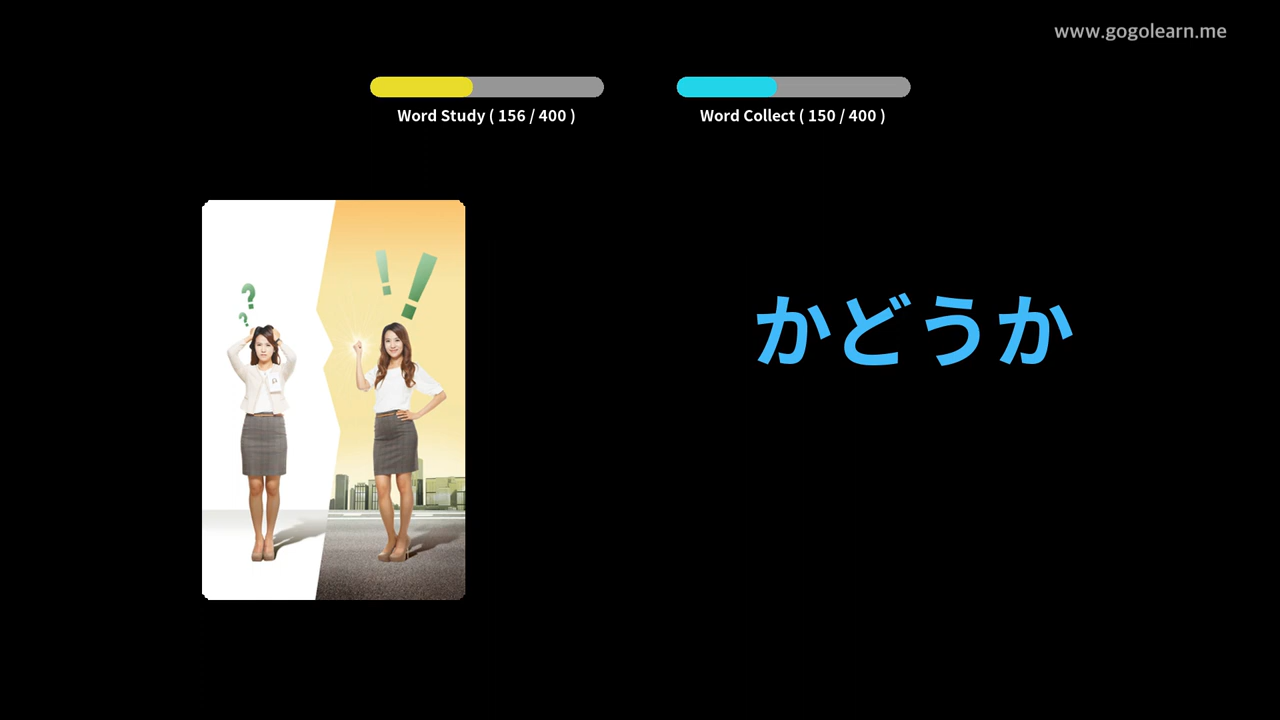 www.gogolearn.me
Word Study ( 156 / 400 )
Word Collect ( 150 / 400 )
? ?
! !
かどうか